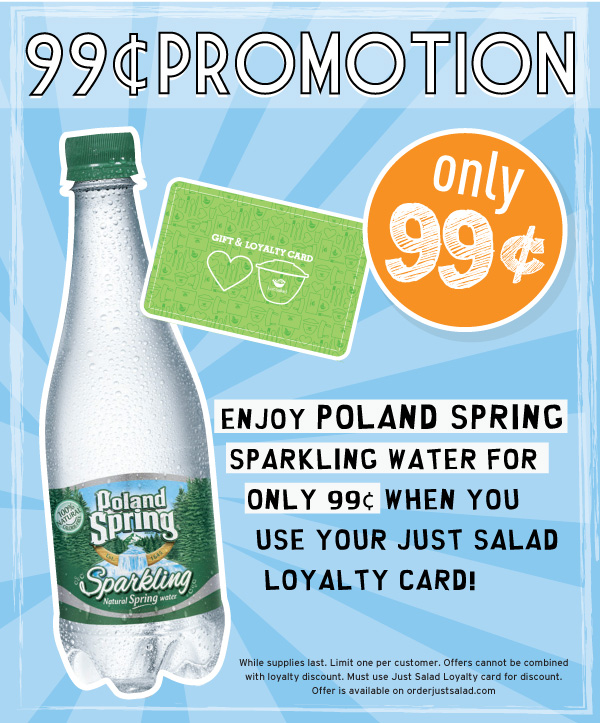 99¢ PROMOTION
only
99¢
GIFT & LOYALTY CARD
Poland
Spring
100%
NATURAL
Sparkling
Natural Spring water
ENJOY POLAND SPRING
SPARKLING WATER FOR
ONLY 99¢ WHEN YOU
USE YOUR JUST SALAD
LOYALTY CARD!
While supplies last. Limit one per customer. Offers cannot be combined
with loyalty discount. Must use Just Salad Loyalty card for discount.
Offer is available on orderjustsalad.com